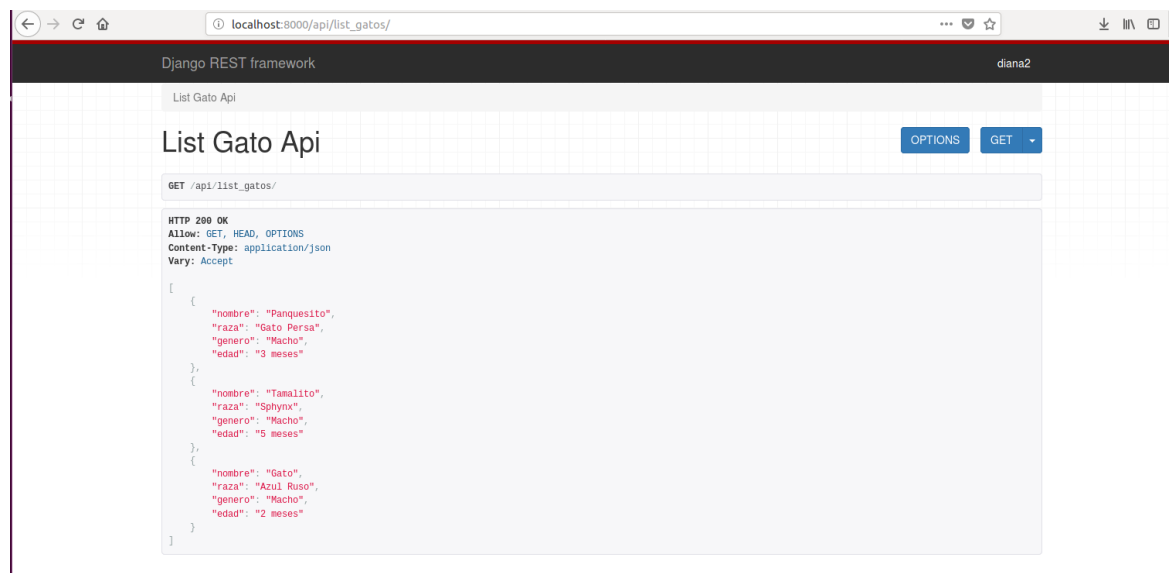 localhost:8000/api/list_gatos/
Django REST framework diana2
List Gato Api
List Gato Api OPTIONS GET
GET /api/list_gatos/
HTTP 200 OK
Allow: GET, HEAD, OPTIONS
Content-Type: application/json
Vary: Accept
[
{
"nombre": "Panquesito",
"raza": "Gato Persa",
"genero": "Macho",
"edad": "3 meses"
},
{
"nombre": "Tamalito",
"raza": "Sphynx",
"genero": "Macho",
"edad": "5 meses"
},
{
"nombre": "Gato",
"raza": "Azul Ruso",
"genero": "Macho",
"edad": "2 meses"
}
]